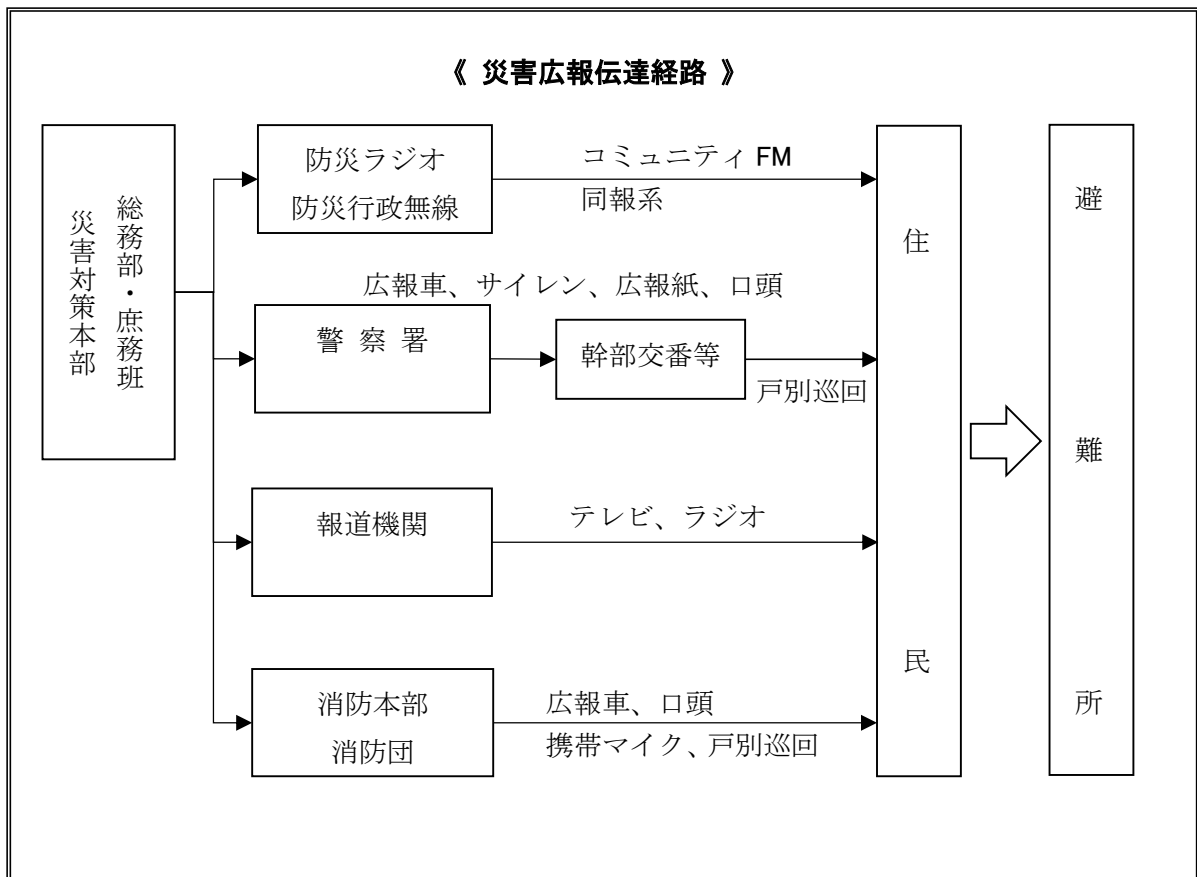 《 災害広報伝達経路 》
総務部・庶務班
災害対策本部
防災ラジオ
防災行政無線
コミュニティ FM
同報系
広報車、サイレン、広報紙、口頭
警 察 署
幹部交番等
戸別巡回
報道機関
テレビ、ラジオ
消防本部
消防団
広報車、口頭
携帯マイク、戸別巡回
住民
避難所